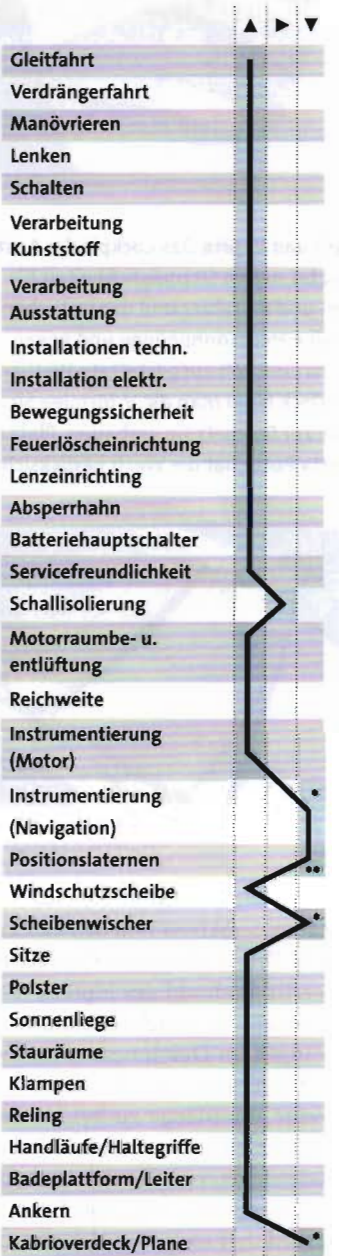 ▲ ▶ ▼
Gleitfahrt
Verdrängerfahrt
Manövrieren
Lenken
Schalten
Verarbeitung
Kunststoff
Verarbeitung
Ausstattung
Installationen techn.
Installation elektr.
Bewegungssicherheit
Feuerlöscheinrichtung
Lenzeinrichting
Absperrhahn
Batteriehauptschalter
Servicefreundlichkeit
Schallisolierung
Motorraumbe- u.
entlüftung
Reichweite
Instrumentierung
(Motor)
Instrumentierung *
(Navigation)
Positionslaternen **
Windschutzscheibe
Scheibenwischer *
Sitze
Polster
Sonnenliege
Stauräume
Klampen
Reling
Handläufe/Haltegriffe
Badeplattform/Leiter
Ankern
Kabrioverdeck/Plane *